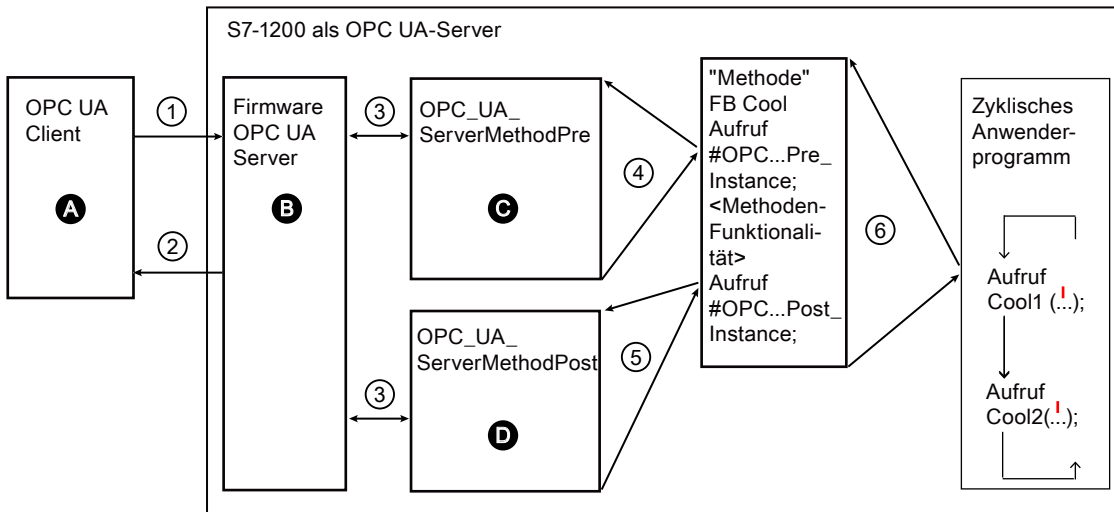 S7-1200 als OPC UA-Server
OPC UA
Client
A
1
2
Firmware
OPC UA
Server
B
3
3
OPC_UA_
ServerMethodPre
C
4
OPC_UA_
ServerMethodPost
D
5
"Methode"
FB Cool
Aufruf
#OPC...Pre_
Instance;
<Methoden-
Funktionali-
tät>
Aufruf
#OPC...Post_
Instance;
6
Zyklisches
Anwender-
programm
Aufruf
Cool1 (...);
Aufruf
Cool2(...);